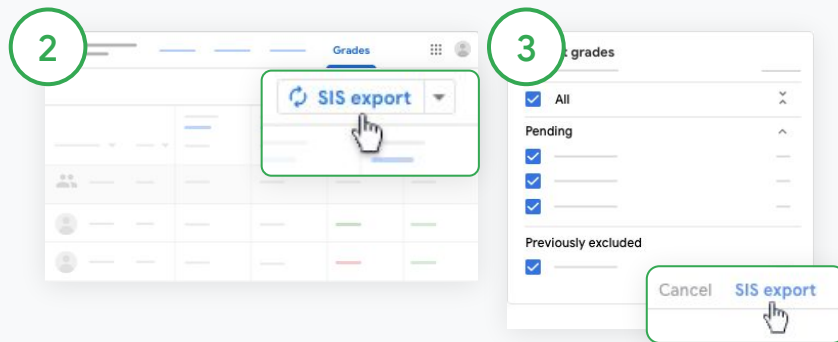 2
Grades
SIS export
3
grades
All
Pending
Previously excluded
Cancel SIS export